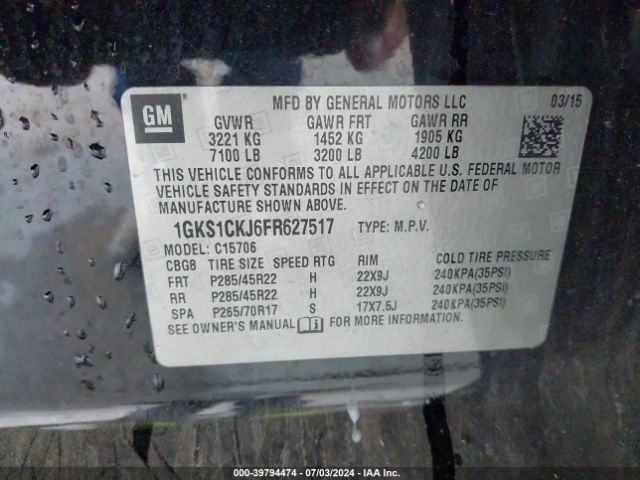 GM
MFD BY GENERAL MOTORS LLC 03/15
GVWR GAWR FRT GAWR RR
3221 KG 1452 KG 1905 KG
7100 LB 3200 LB 4200 LB
THIS VEHICLE CONFORMS TO ALL APPLICABLE U.S. FEDERAL MOTOR
VEHICLE SAFETY STANDARDS IN EFFECT ON THE DATE OF
MANUFACTURE SHOWN ABOVE.
1GKS1CKJ6FR627517 TYPE: M.P.V.
MODEL: C15706
CBG8 TIRE SIZE SPEED RTG RIM COLD TIRE PRESSURE
FRT P285/45R22 H 22X9J 240KPA(35PSI)
RR P285/45R22 H 22X9J 240KPA(35PSI)
SPA P265/70R17 S 17X7.5J 240KPA(35PSI)
SEE OWNER'S MANUAL FOR MORE INFORMATION.
000-39794474 - 07/03/2024 - IAA Inc.